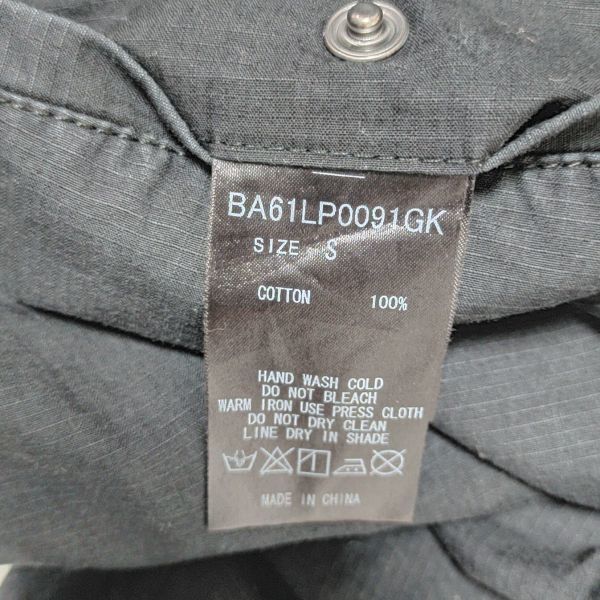 BA61LP0091GK
SIZE S
COTTON 100%
HAND WASH COLD
DO NOT BLEACH
WARM IRON USE PRESS CLOTH
DO NOT DRY CLEAN
LINE DRY IN SHADE
MADE IN CHINA